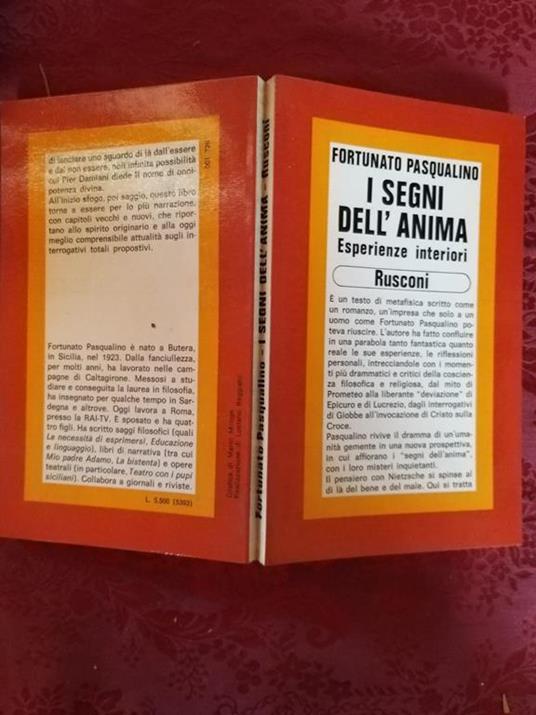 FORTUNATO PASQUALINO
I SEGNI
DELL'ANIMA
Esperienze interiori
Rusconi
È un testo di metafisica scritto come
un romanzo, un'impresa che solo a un
uomo come Fortunato Pasqualino po-
teva riuscire. L'autore ha fatto confluire
in una parabola tanto fantastica quanto
reale le sue esperienze, le riflessioni
personali, intrecciandole con i momen-
ti più drammatici e critici della coscien-
za filosofica e religiosa, dal mito di
Prometeo alla liberante "deviazione" di
Epicuro e di Lucrezio, dagli interrogativi
di Giobbe all'invocazione di Cristo sulla
Croce.
Pasqualino rivive il dramma di un'uma-
nità gemente in una nuova prospettiva,
in cui affiorano i "segni dell'anima",
con i loro misteri inquietanti.
Il pensiero con Nietzsche si spinse al
di là del bene e del male. Qui si tratta
di lanciare uno sguardo di là dall'essere
e dal non essere, nell'infinita possibilità
cui Pier Damiani diede il nome di onni-
potenza divina.
All'inizio sfogo, poi saggio, questo libro
torna a essere per lo più narrazione,
con capitoli vecchi e nuovi, che ripor-
tano allo spirito originario e alla oggi
meglio comprensibile attualità sugli in-
terrogativi totali propostivi.
Fortunato Pasqualino è nato a Butera,
in Sicilia, nel 1923. Dalla fanciullezza,
per molti anni, ha lavorato nelle cam-
pagne di Caltagirone. Messosi a stu-
diare e conseguita la laurea in filosofia,
ha insegnato per qualche tempo in Sar-
degna e altrove. Oggi lavora a Roma,
presso la RAI-TV. È sposato e ha quat-
tro figli. Ha scritto saggi filosofici (quali
La necessità di esprimersi, Educazione
e linguaggio), libri di narrativa (tra cui
Mio padre Adamo, La bistenta) e opere
teatrali (in particolare, Teatro con i pupi
siciliani). Collabora a giornali e riviste.
L. 5.500 (5393)
Grafica di Mario Minoggi
Fortunato Pasqualino - I SEGNI DELL'ANIMA - Rusconi